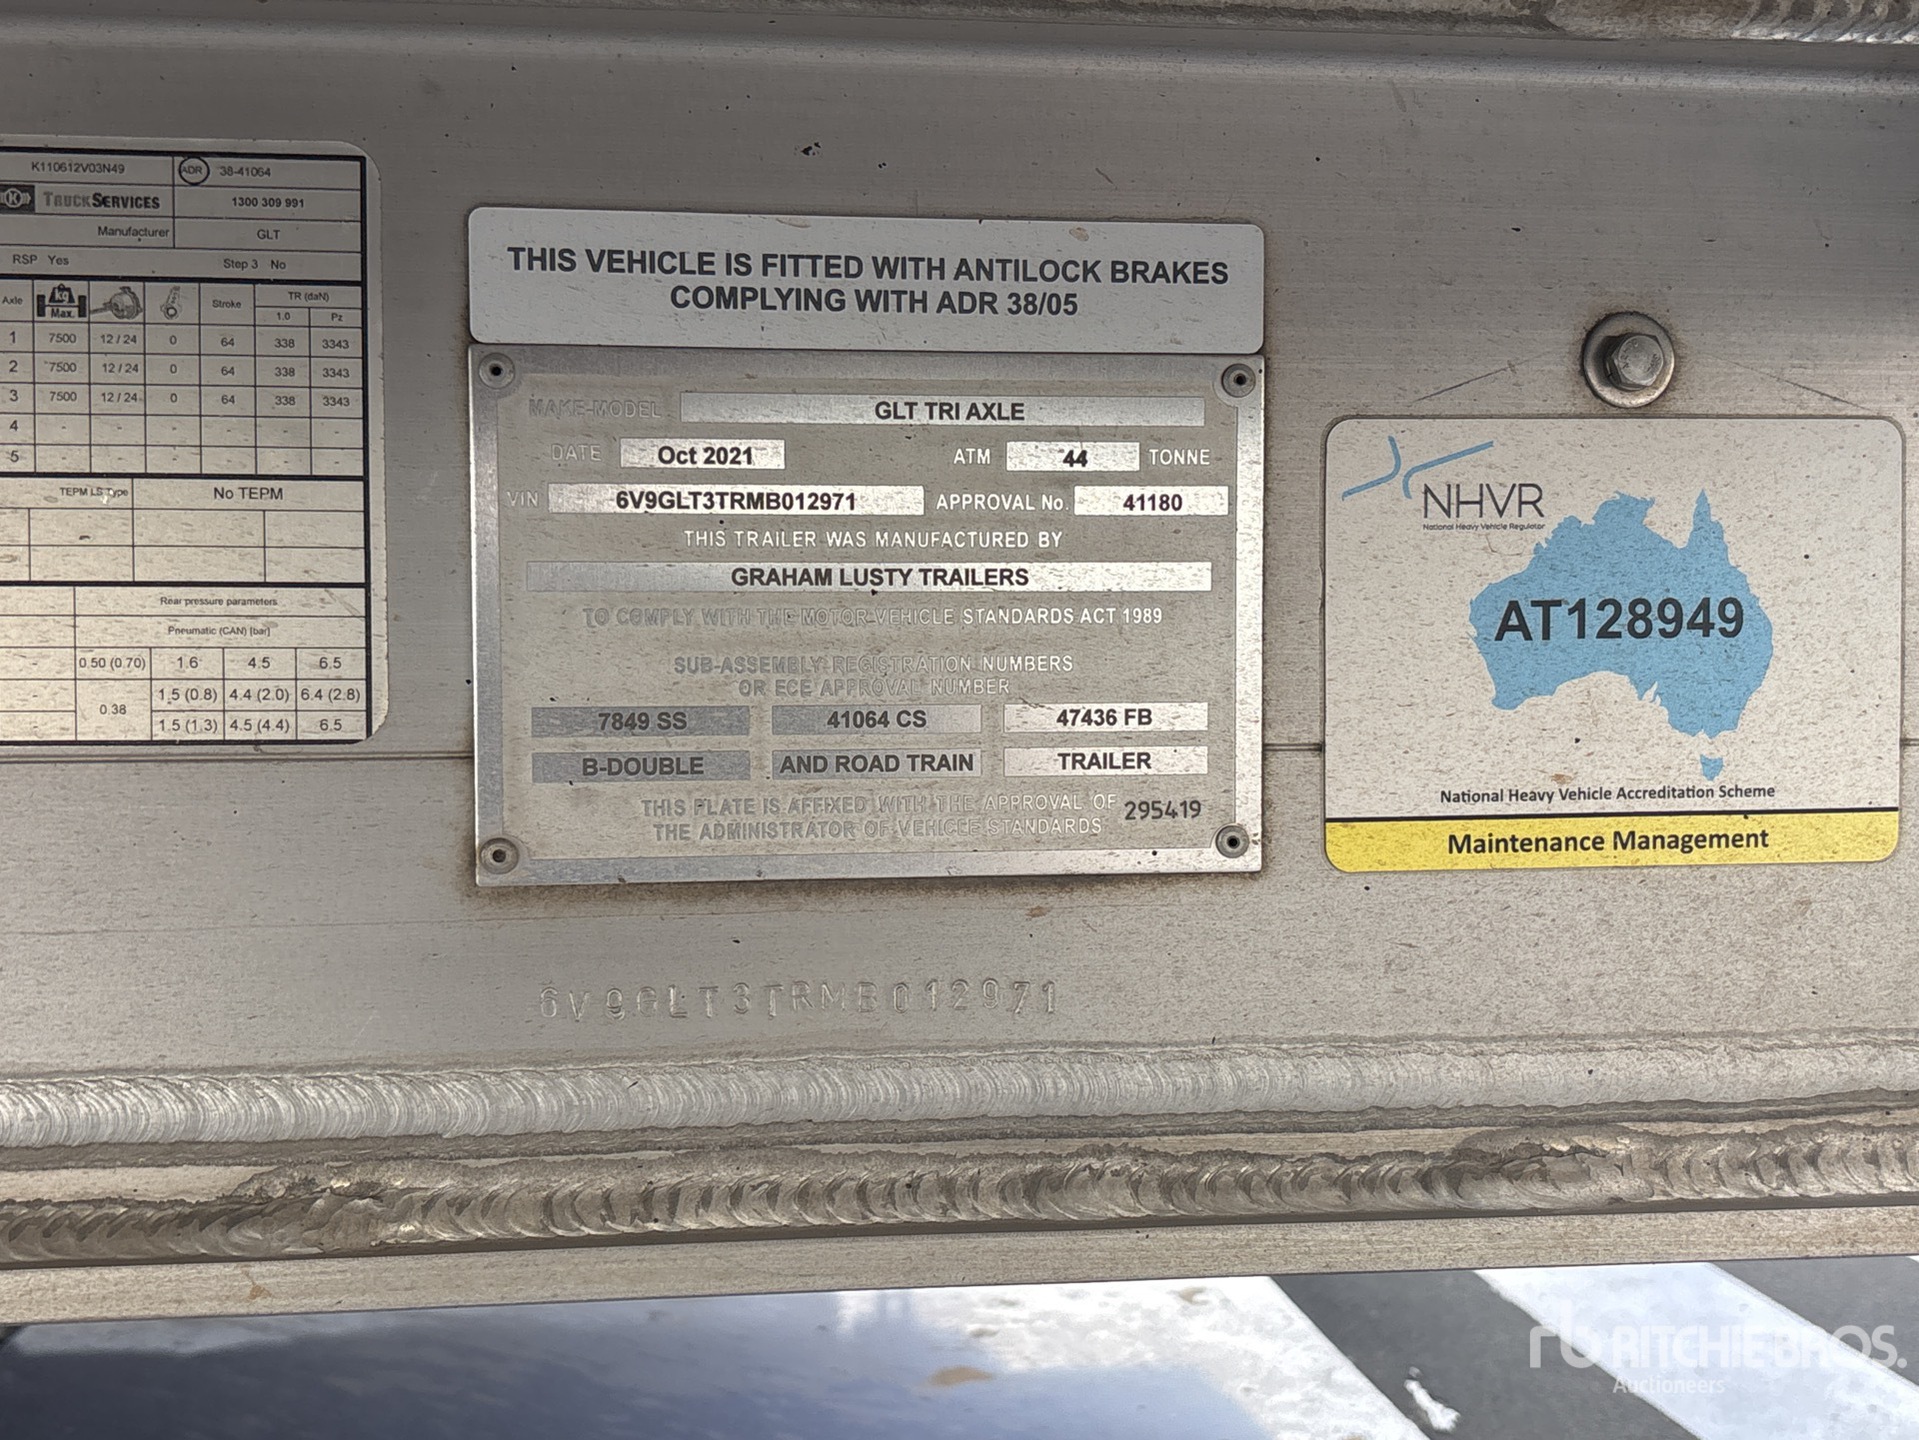 K110612V03N49 ADR 38-41064
K TRUCKSERVICES 1300 309 991
Manufacturer GLT
RSP Yes Step 3 No
Axle kg Max. Stroke TR (daN)
1.0 Pz
1 7500 12 / 24 0 64 338 3343
2 7500 12 / 24 0 64 338 3343
3 7500 12 / 24 0 64 338 3343
4 - - - - - -
5 - - - - - -
TEPM LS Type No TEPM
Rear pressure parameters
Pneumatic (CAN) [bar]
- 0.50 (0.70) 1.6 4.5 6.5
- 0.38 1.5 (0.8) 4.4 (2.0) 6.4 (2.8)
- 1.5 (1.3) 4.5 (4.4) 6.5
THIS VEHICLE IS FITTED WITH ANTILOCK BRAKES
COMPLYING WITH ADR 38/05
MAKE-MODEL GLT TRI AXLE
DATE Oct 2021 ATM 44 TONNE
VIN 6V9GLT3TRMB012971 APPROVAL No. 41180
THIS TRAILER WAS MANUFACTURED BY
GRAHAM LUSTY TRAILERS
TO COMPLY WITH THE MOTOR VEHICLE STANDARDS ACT 1989
SUB-ASSEMBLY REGISTRATION NUMBERS
OR ECE APPROVAL NUMBER
7849 SS 41064 CS 47436 FB
B-DOUBLE AND ROAD TRAIN TRAILER
THIS PLATE IS AFFIXED WITH THE APPROVAL OF 295419
THE ADMINISTRATOR OF VEHICLE STANDARDS
NHVR
National Heavy Vehicle Regulator
AT128949
National Heavy Vehicle Accreditation Scheme
Maintenance Management
6V9GLT3TRMB012971
rb RITCHIE BROS.
Auctioneers